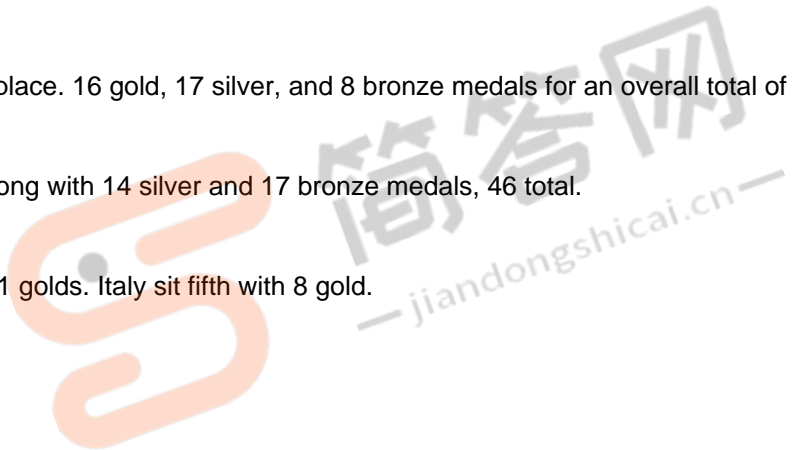 place. 16 gold, 17 silver, and 8 bronze medals for an overall total of
ong with 14 silver and 17 bronze medals, 46 total.
1 golds. Italy sit fifth with 8 gold.
简答网
jiandongshicai.cn